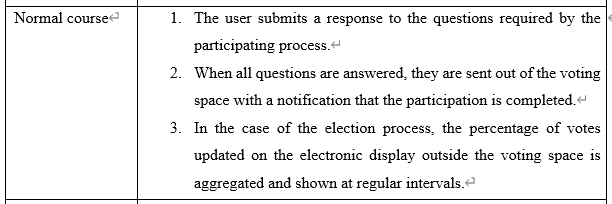 Normal course
1. The user submits a response to the questions required by the
participating process.
2. When all questions are answered, they are sent out of the voting
space with a notification that the participation is completed.
3. In the case of the election process, the percentage of votes
updated on the electronic display outside the voting space is
aggregated and shown at regular intervals.